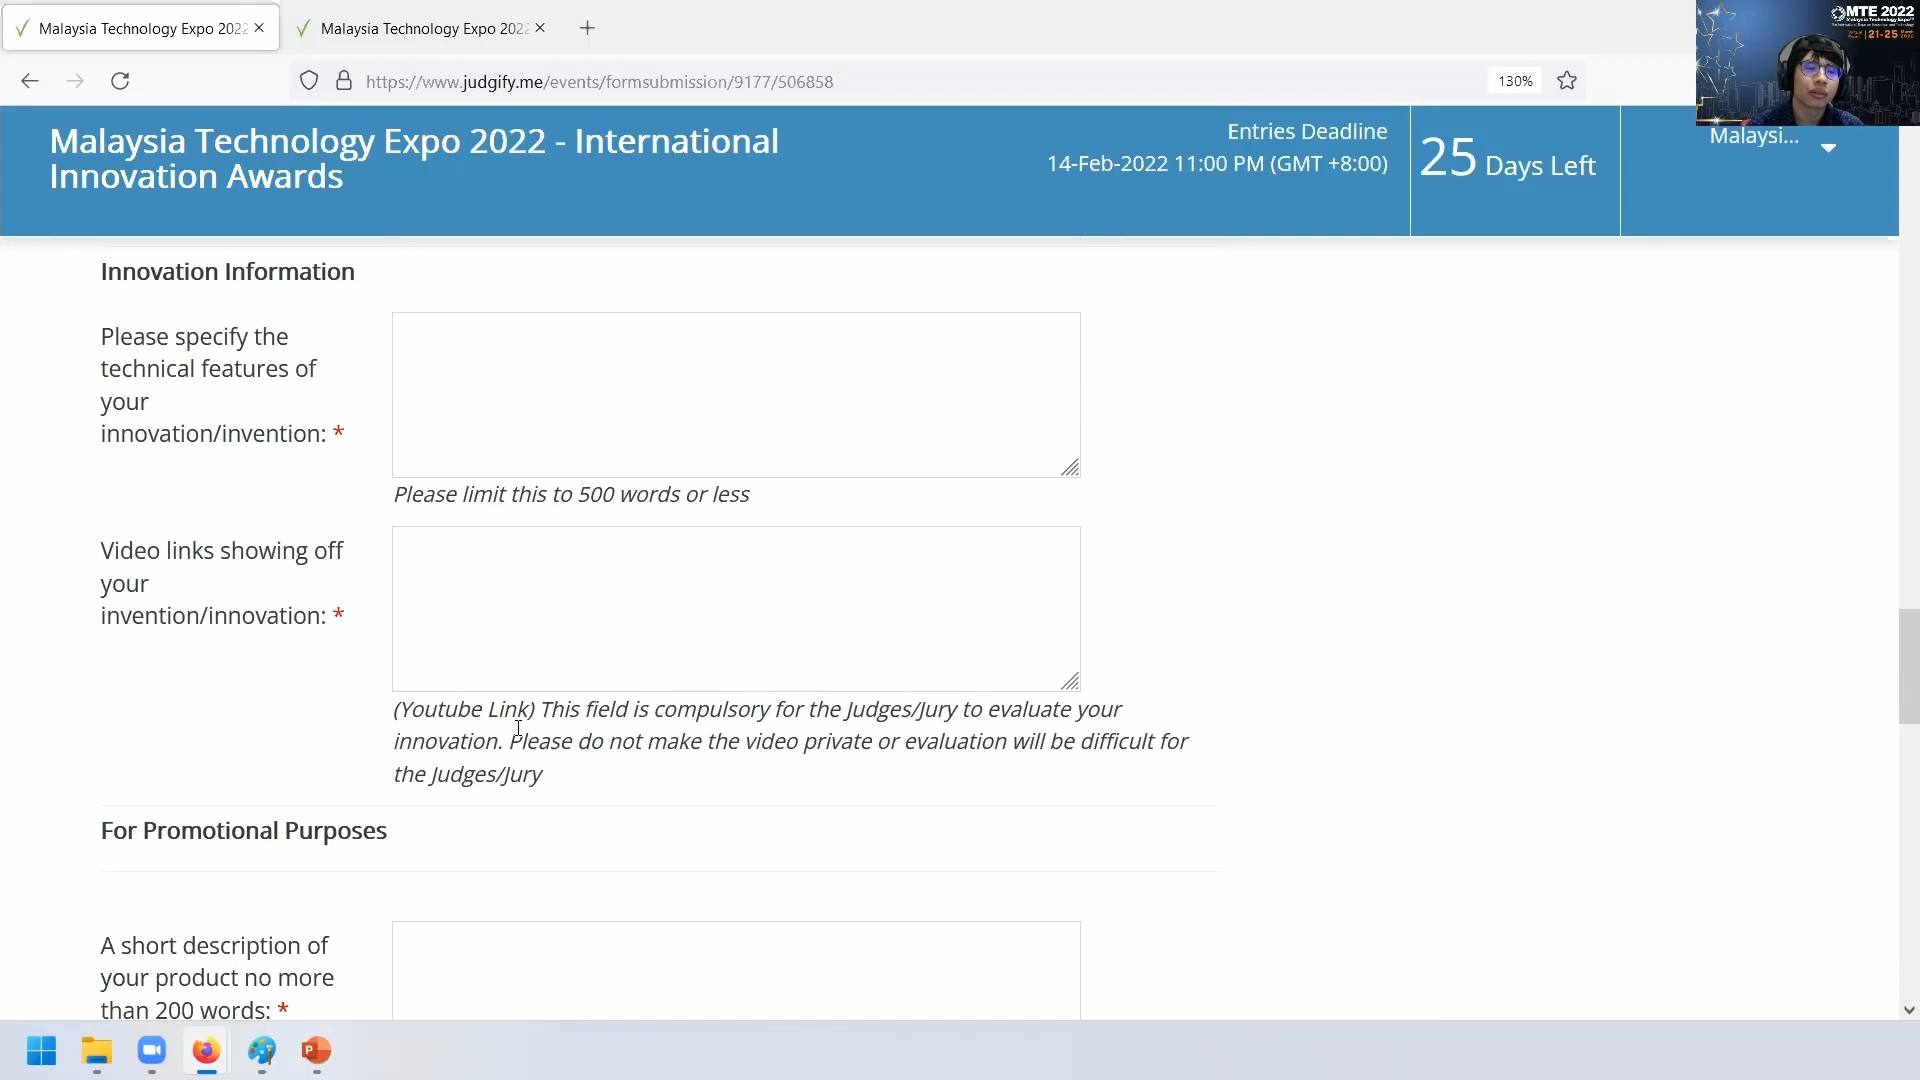 Malaysia Technology Expo 2022
Malaysia Technology Expo 2022
https://www.judgify.me/events/formsubmission/9177/506858
130%
MTE 2022
21-25
Malaysia Technology Expo 2022 - International
Innovation Awards
Entries Deadline
14-Feb-2022 11:00 PM (GMT +8:00)
25 Days Left
Malaysi...
Innovation Information
Please specify the
technical features of
your
innovation/invention: *
Please limit this to 500 words or less
Video links showing off
your
invention/innovation: *
(Youtube Link) This field is compulsory for the Judges/Jury to evaluate your
innovation. Please do not make the video private or evaluation will be difficult for
the Judges/Jury
For Promotional Purposes
A short description of
your product no more
than 200 words: *